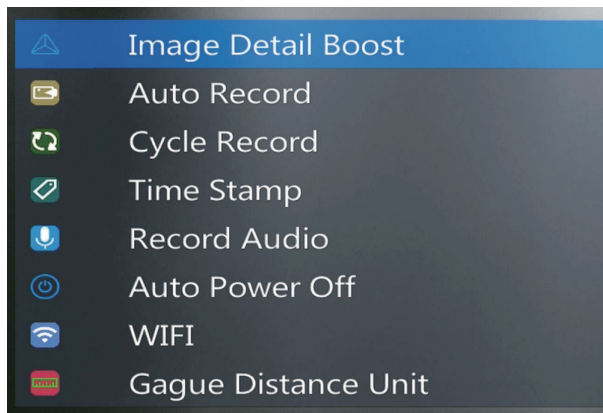 Image Detail Boost
Auto Record
Cycle Record
Time Stamp
Record Audio
Auto Power Off
WIFI
Gague Distance Unit